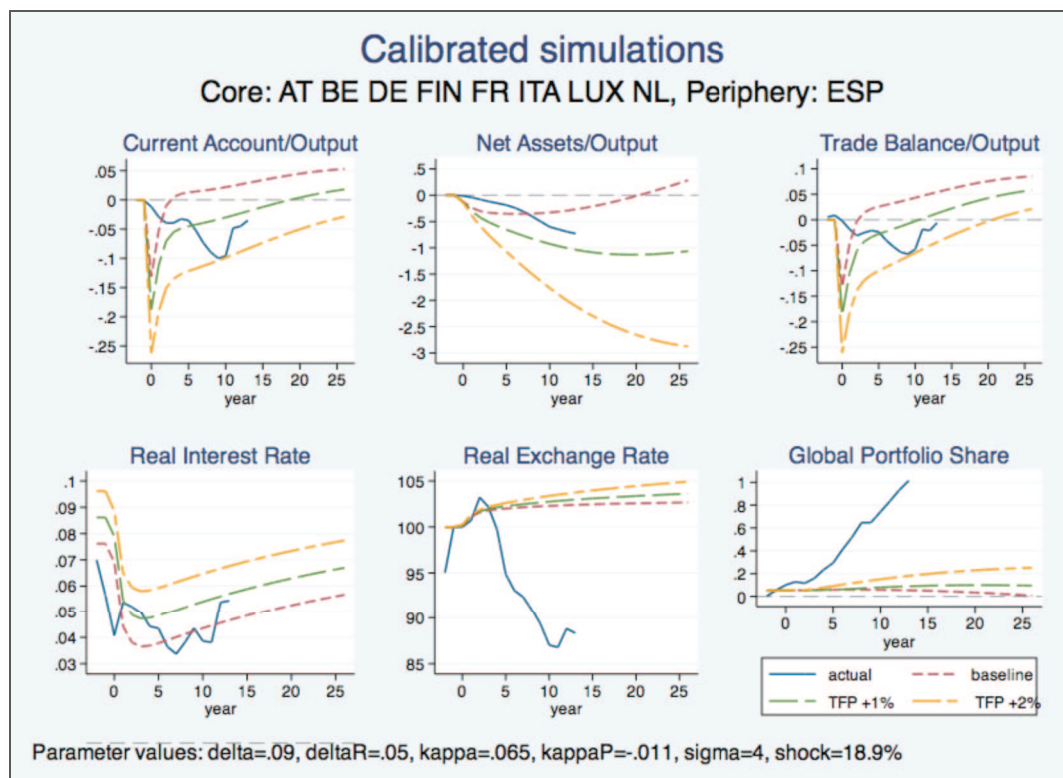 Calibrated simulations
Core: AT BE DE FIN FR ITA LUX NL, Periphery: ESP
Current Account/Output
.05
0
-.05
-.1
-.15
-.2
-.25
0 5 10 15 20 25
year
Net Assets/Output
.5
0
-.5
-1
-1.5
-2
-2.5
-3
0 5 10 15 20 25
year
Trade Balance/Output
.1
.05
0
-.05
-.1
-.15
-.2
-.25
0 5 10 15 20 25
year
Real Interest Rate
.1
.09
.08
.07
.06
.05
.04
.03
0 5 10 15 20 25
year
Real Exchange Rate
105
100
95
90
85
0 5 10 15 20 25
year
Global Portfolio Share
1
.8
.6
.4
.2
0
0 5 10 15 20 25
year
actual baseline
TFP +1% TFP +2%
Parameter values: delta=.09, deltaR=.05, kappa=.065, kappaP=-.011, sigma=4, shock=18.9%